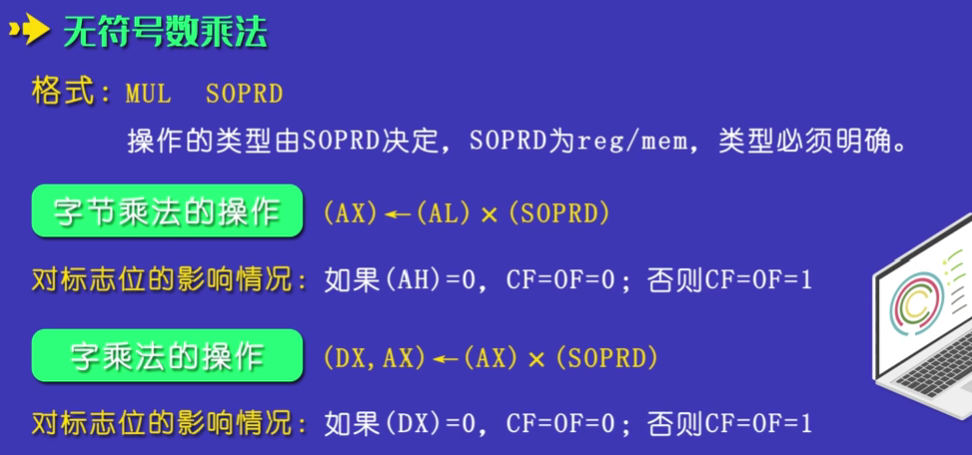 无符号数乘法
格式：MUL SOPRD
操作的类型由SOPRD决定，SOPRD为reg/mem，类型必须明确。
字节乘法的操作 (AX)←(AL)×(SOPRD)
对标志位的影响情况：如果(AH)=0，CF=OF=0；否则CF=OF=1
字乘法的操作 (DX,AX)←(AX)×(SOPRD)
对标志位的影响情况：如果(DX)=0，CF=OF=0；否则CF=OF=1